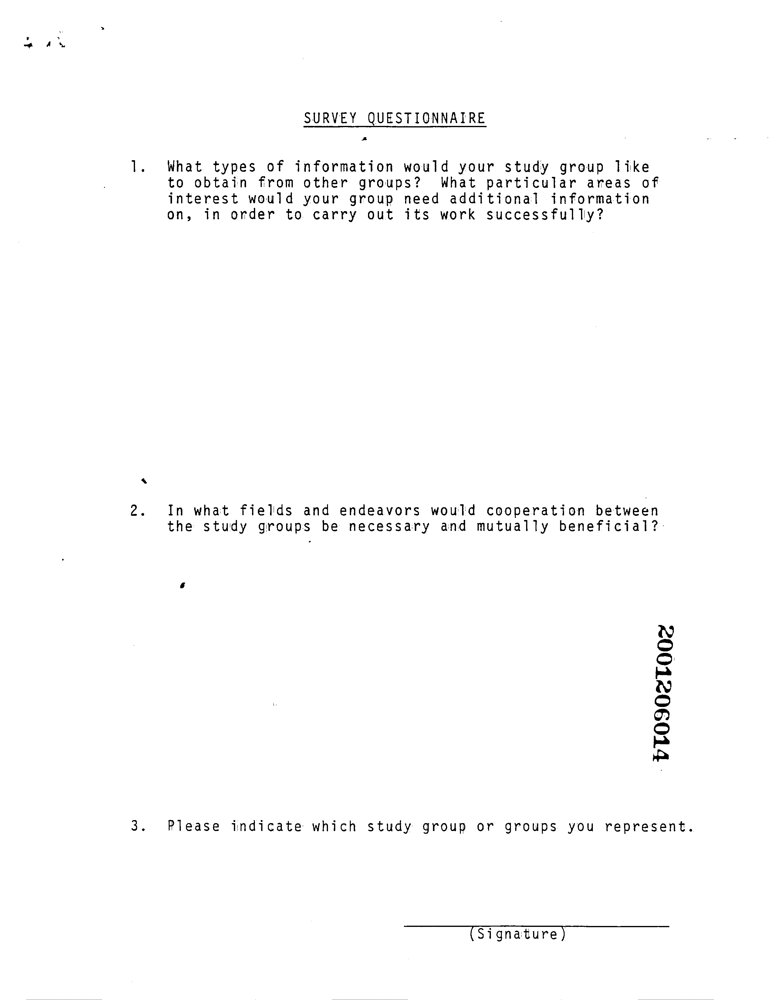 SURVEY QUESTIONNAIRE
1. What types of information would your study group like
to obtain from other groups? What particular areas of
interest would your group need additional information
on, in order to carry out its work successfully?
2. In what fields and endeavors would cooperation between
the study groups be necessary and mutually beneficial?
2001206014
3. Please indicate which study group or groups you represent.
(Signature)